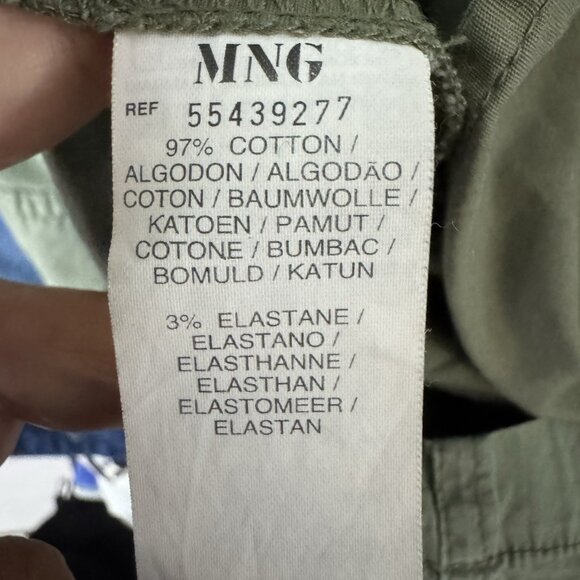 MNG
REF 55439277
97% COTTON /
ALGODON / ALGODÃO /
COTON / BAUMWOLLE /
KATOEN / PAMUT /
COTONE / BUMBAC /
BOMULD / KATUN
3% ELASTANE /
ELASTANO /
ELASTHANNE /
ELASTHAN /
ELASTOMEER /
ELASTAN